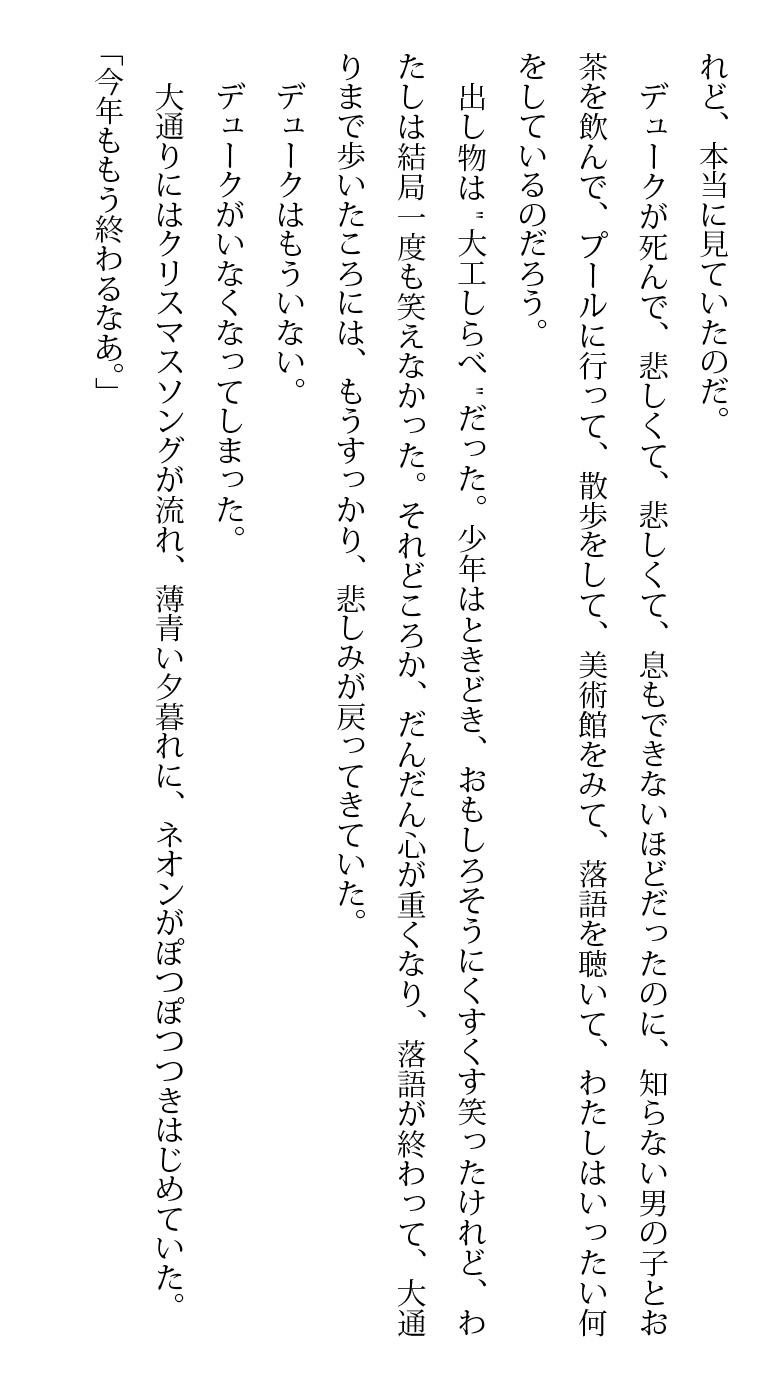 れど、本当に見ていたのだ。
　デュークが死んで、悲しくて、悲しくて、息もできないほどだったのに、知らない男の子とお
茶を飲んで、プールに行って、散歩をして、美術館をみて、落語を聴いて、わたしはいったい何
をしているのだろう。
　出し物は〝大工しらべ〟だった。少年はときどき、おもしろそうにくすくす笑ったけれど、わ
たしは結局一度も笑えなかった。それどころか、だんだん心が重くなり、落語が終わって、大通
りまで歩いたころには、もうすっかり、悲しみが戻ってきていた。
　デュークはもういない。
　デュークがいなくなってしまった。
　大通りにはクリスマスソングが流れ、薄青い夕暮れに、ネオンがぽつぽつつきはじめていた。
「今年ももう終わるなあ。」